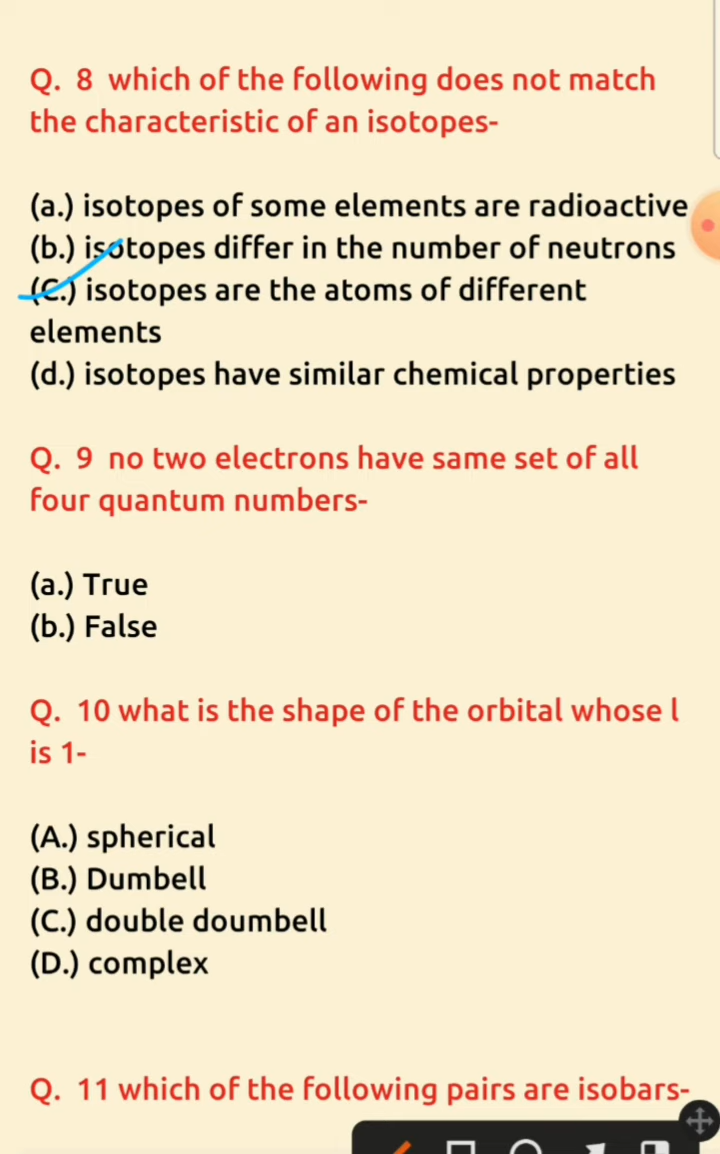 Q. 8 which of the following does not match
the characteristic of an isotopes-
(a.) isotopes of some elements are radioactive
(b.) isotopes differ in the number of neutrons
(C.) isotopes are the atoms of different
elements
(d.) isotopes have similar chemical properties
Q. 9 no two electrons have same set of all
four quantum numbers-
(a.) True
(b.) False
Q. 10 what is the shape of the orbital whose l
is 1-
(A.) spherical
(B.) Dumbell
(C.) double doumbell
(D.) complex
Q. 11 which of the following pairs are isobars-